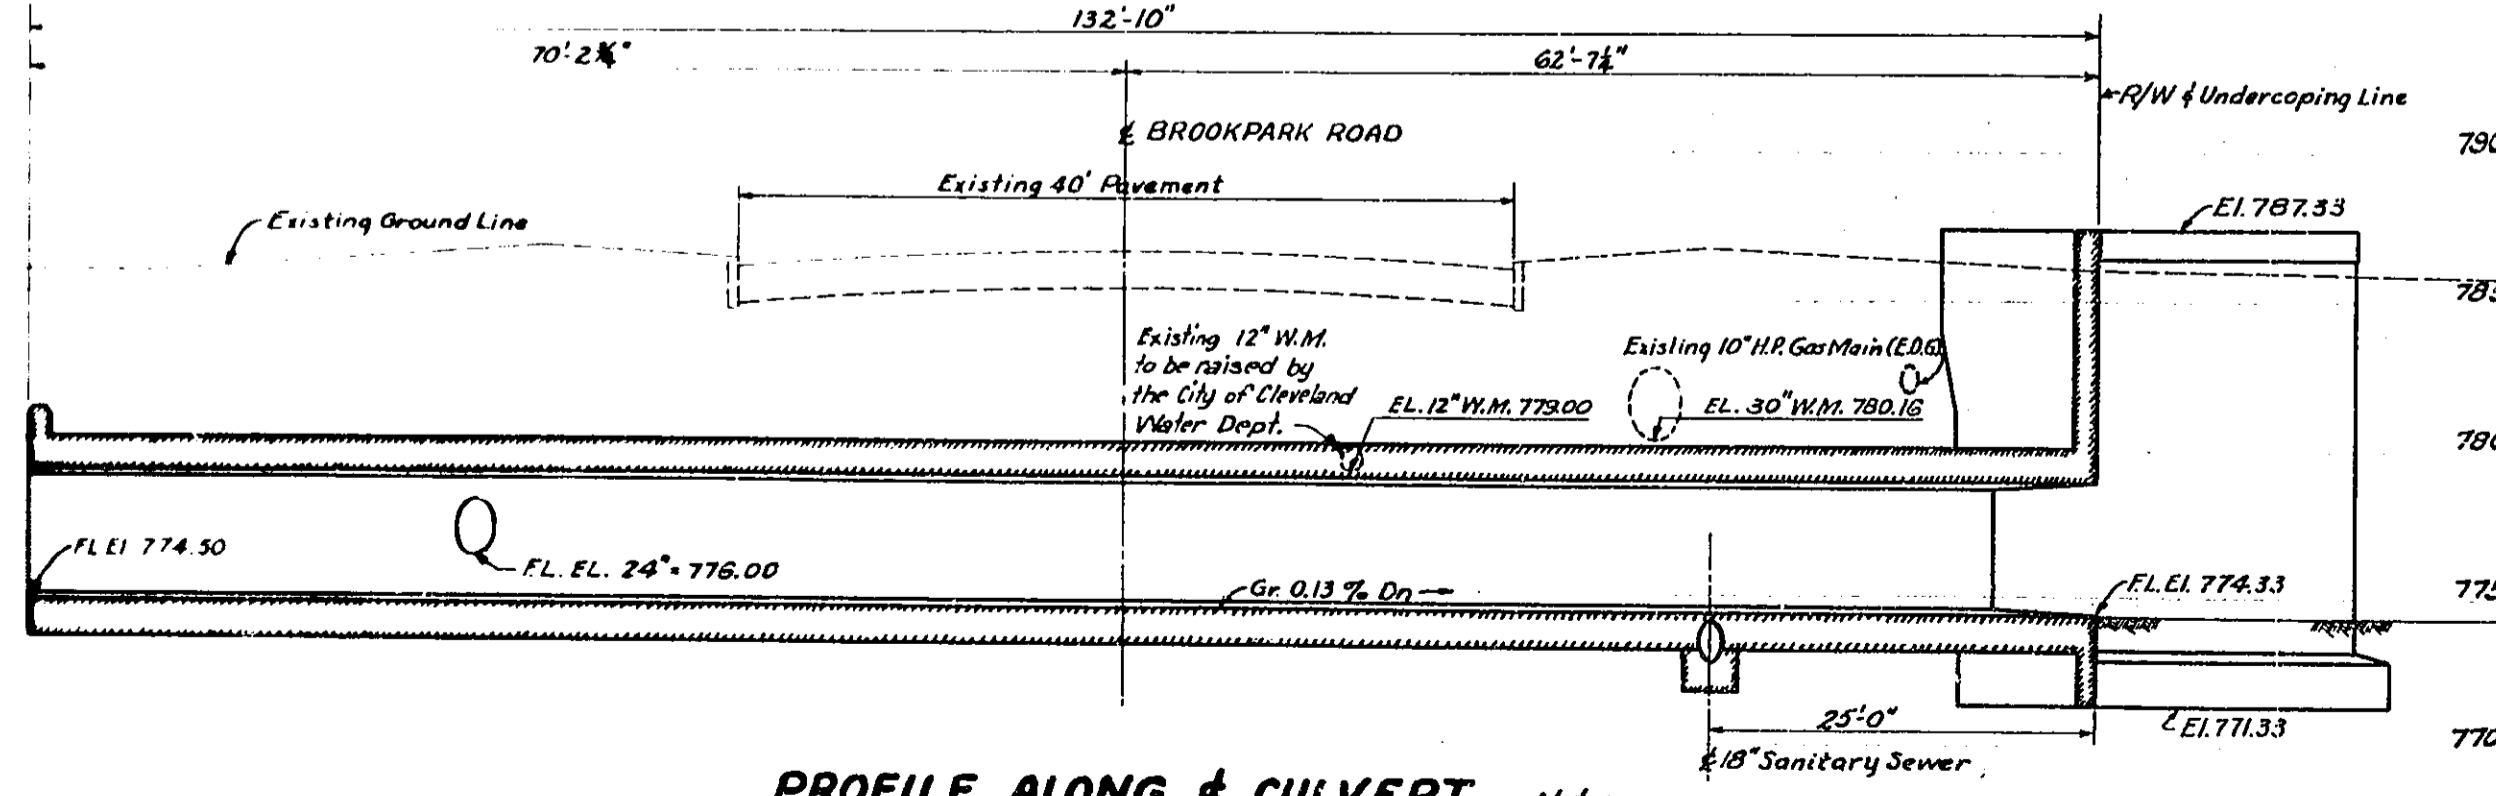 132'-10"
70'-2
62'-7¼"
R/W & Undercoping Line
℄ BROOKPARK ROAD
790
Existing 40' Pavement
Existing Ground Line
El. 787.33
785
Existing 12" W.M.
to be raised by
the City of Cleveland
Water Dept.
Existing 10" H.P. Gas Main (E.O.G.)
EL. 12" W.M. 779.00
EL. 30" W.M. 780.16
780
FL El 774.50
FL. EL. 24" = 776.00
Gr. 0.13 % Dn
F.L. El. 774.33
775
25'-0"
El. 771.33
770
℄ 18" Sanitary Sewer
PROFILE ALONG ℄ CULVERT